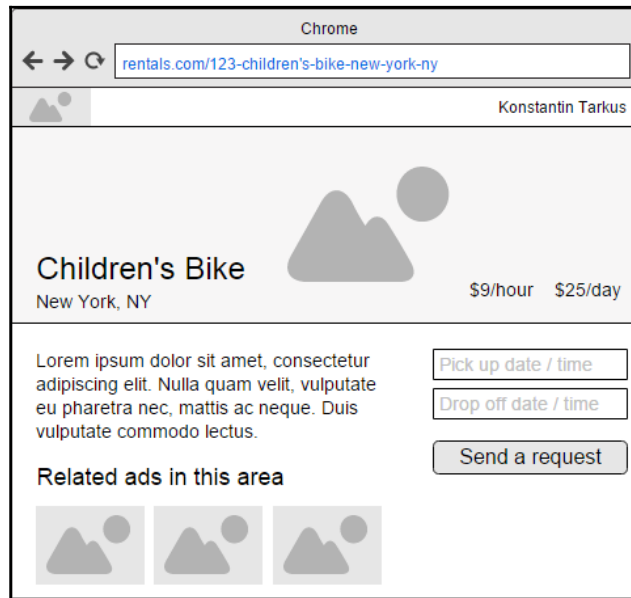 Chrome
rentals.com/123-children's-bike-new-york-ny
Konstantin Tarkus
Children's Bike
New York, NY
$9/hour $25/day
Lorem ipsum dolor sit amet, consectetur
adipiscing elit. Nulla quam velit, vulputate
eu pharetra nec, mattis ac neque. Duis
vulputate commodo lectus.
Related ads in this area
Pick up date / time
Drop off date / time
Send a request